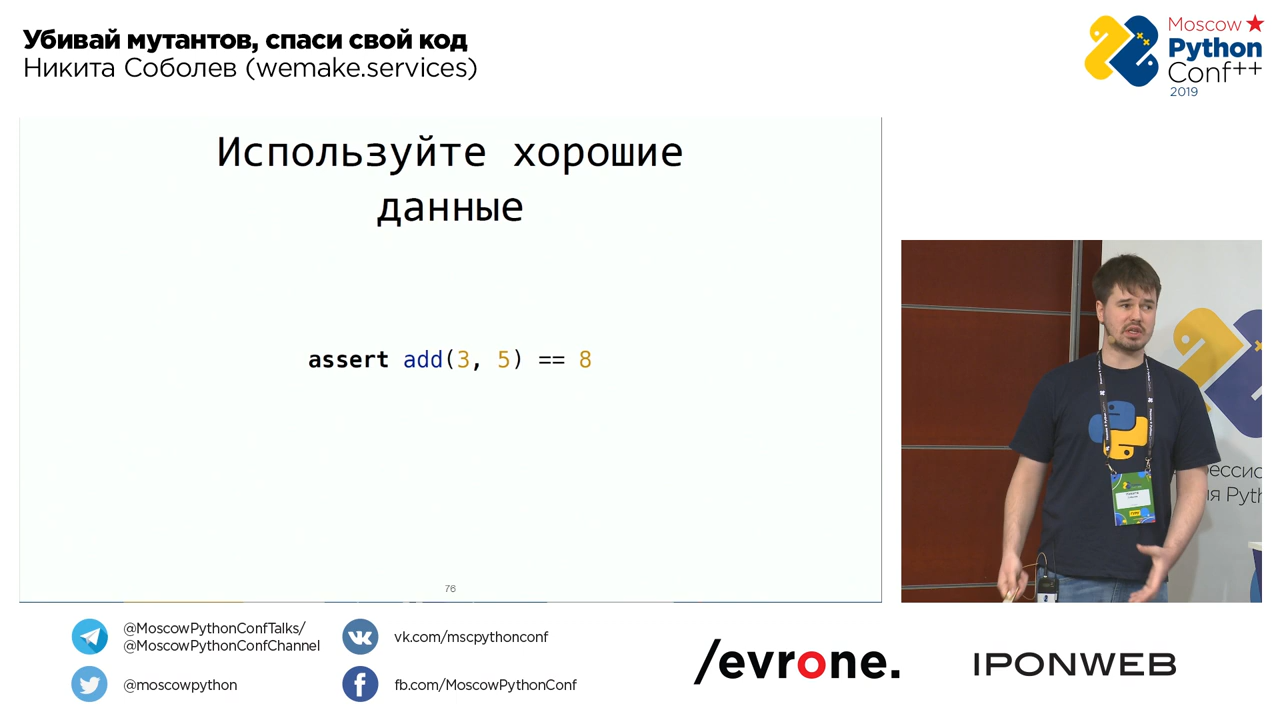 Убивай мутантов, спаси свой код
Никита Соболев (wemake.services)
Moscow
Python
Conf++
2019
Используйте хорошие
данные
assert add(3, 5) == 8
76
@MoscowPythonConfTalks/
@MoscowPythonConfChannel
vk.com/mscpythonconf
@moscowpython
fb.com/MoscowPythonConf
/evrone.
IPONWEB